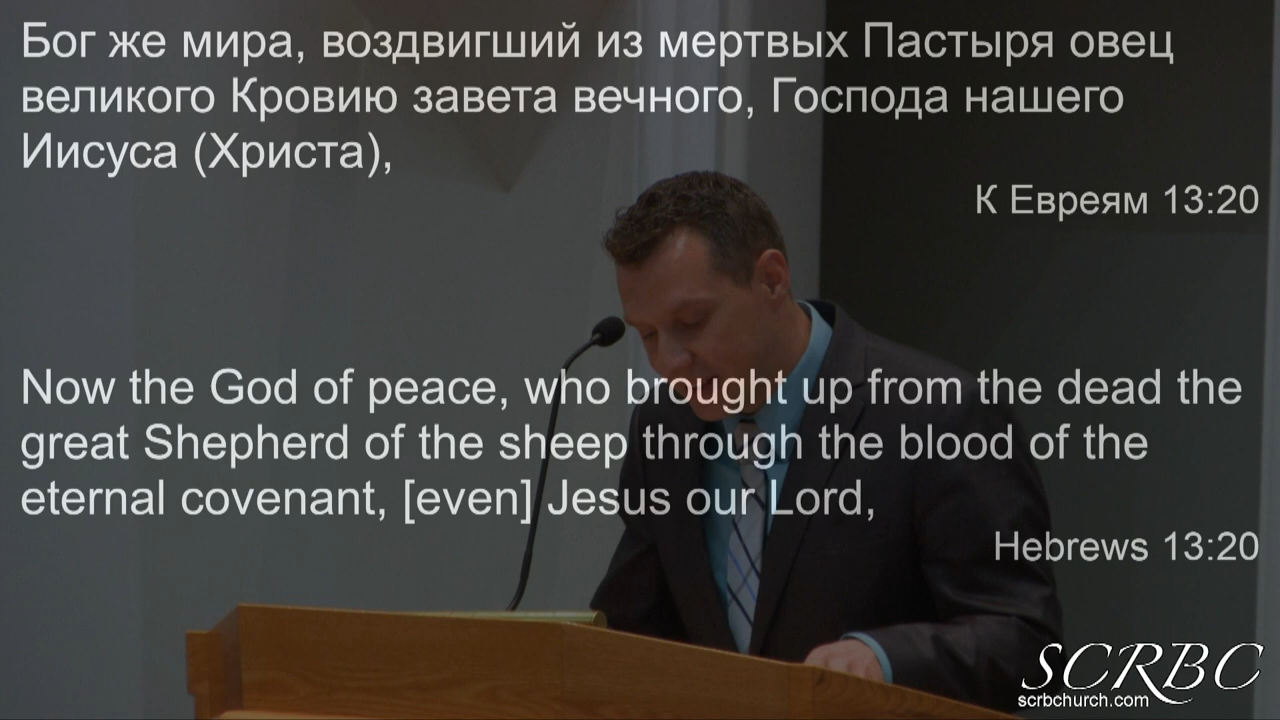 Бог же мира, воздвигший из мертвых Пастыря овец
великого Кровию завета вечного, Господа нашего
Иисуса (Христа),
К Евреям 13:20
Now the God of peace, who brought up from the dead the
great Shepherd of the sheep through the blood of the
eternal covenant, [even] Jesus our Lord,
Hebrews 13:20
SCRBC
scrbchurch.com